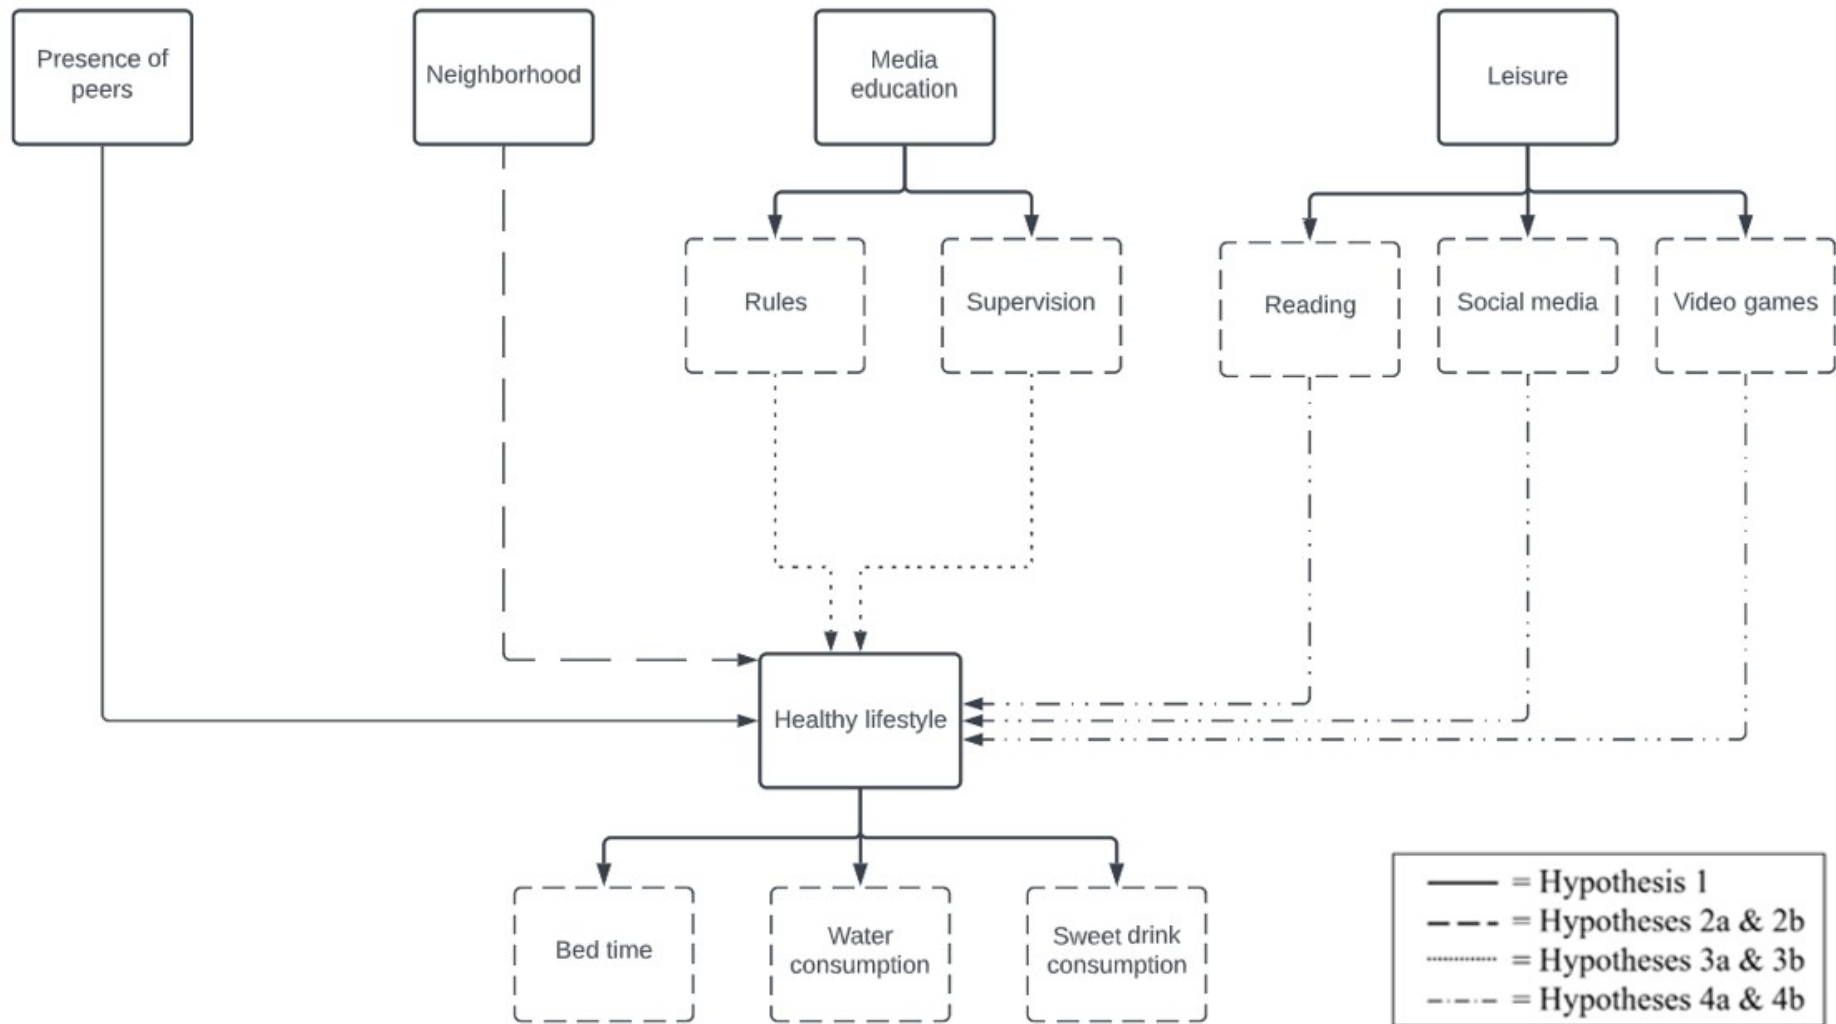 Presence of
peers
Neighborhood
Media
education
Leisure
Rules
Supervision
Reading
Social media
Video games
Healthy lifestyle
Bed time
Water
consumption
Sweet drink
consumption
= Hypothesis 1
= Hypotheses 2a & 2b
= Hypotheses 3a & 3b
= Hypotheses 4a & 4b